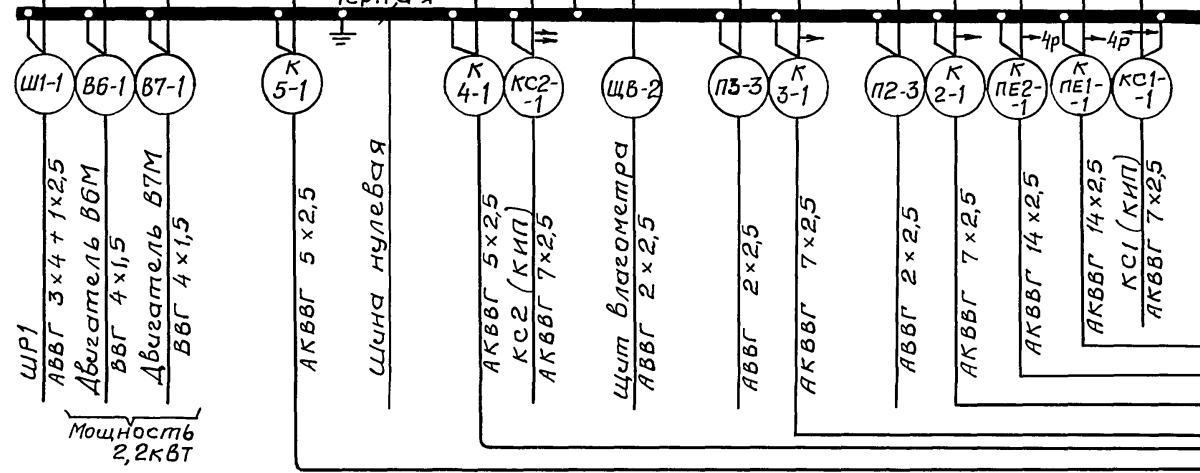 Ш1-1
В6-1
В7-1
К
5-1
К
4-1
КС2-
-1
ЩВ-2
П3-3
К
3-1
П2-3
К
2-1
К
ПЕ2-
-1
4р
К
ПЕ1-
-1
4р
КС1-
-1
ШР1
АВВГ 3×4 + 1×2,5
Двигатель В6М
ВВГ 4×1,5
Двигатель В7М
ВВГ 4×1,5
Мощность
2,2кВт
АКВВГ 5×2,5
Шина нулевая
АКВВГ 5×2,5
КС2 (КИП)
АКВВГ 7×2,5
Щит влагометра
АВВГ 2×2,5
АВВГ 2×2,5
АКВВГ 7×2,5
АВВГ 2×2,5
АКВВГ 7×2,5
АКВВГ 14×2,5
АКВВГ 14×2,5
КС1 (КИП)
АКВВГ 7×2,5